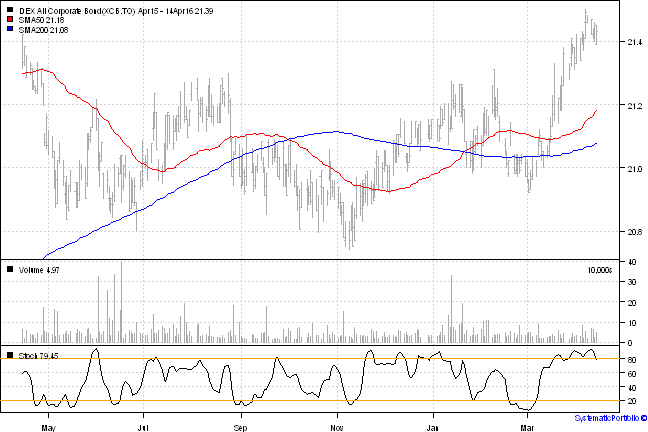 DEX All Corporate Bond(XCB.TO) Apr15 - 14Apr16 21.39
SMA50 21.18
SMA200 21.08
21.4
21.2
21.0
20.8
Volume 4.97
10,000s
40
30
20
10
0
Stoch 79.45
80
60
40
20
May Jul Sep Nov Jan Mar
SystematicPortfolio ©